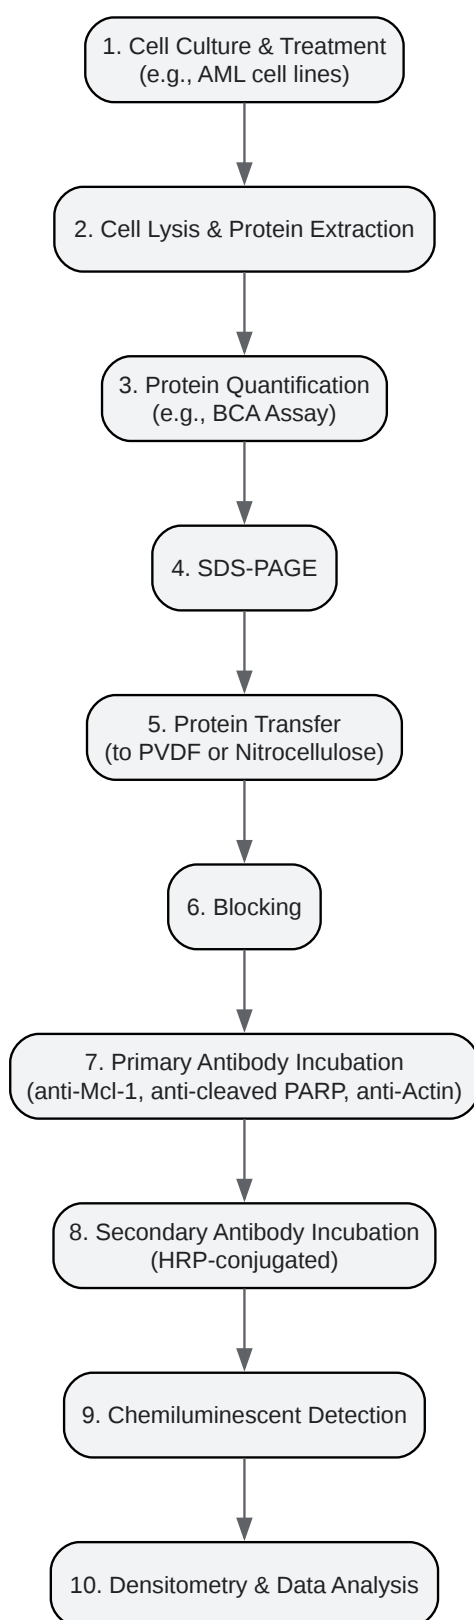 1. Cell Culture & Treatment
(e.g., AML cell lines)
2. Cell Lysis & Protein Extraction
3. Protein Quantification
(e.g., BCA Assay)
4. SDS-PAGE
5. Protein Transfer
(to PVDF or Nitrocellulose)
6. Blocking
7. Primary Antibody Incubation
(anti-Mcl-1, anti-cleaved PARP, anti-Actin)
8. Secondary Antibody Incubation
(HRP-conjugated)
9. Chemiluminescent Detection
10. Densitometry & Data Analysis